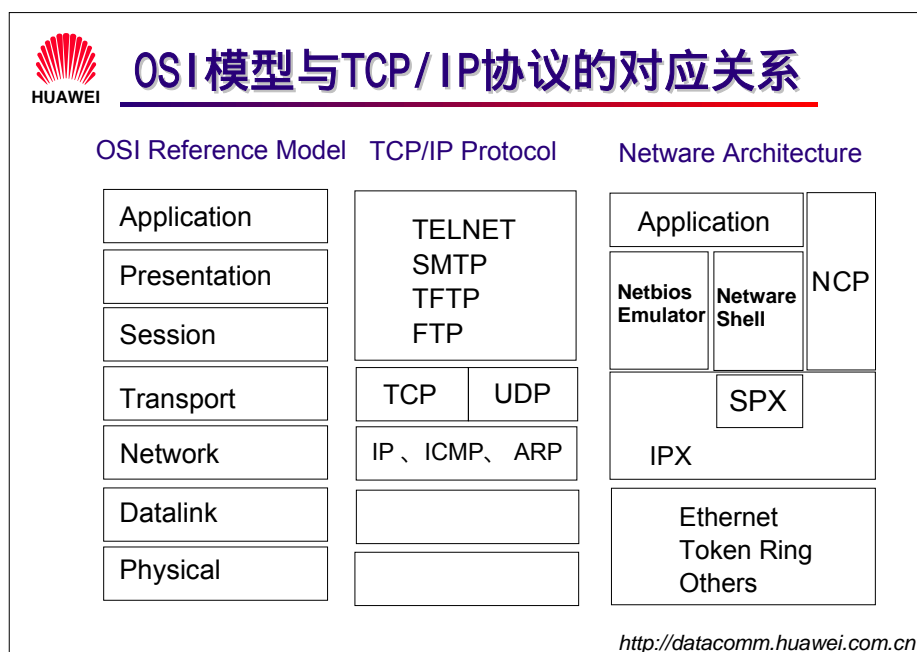 HUAWEI
OSI模型与TCP/IP协议的对应关系
OSI Reference Model
Application
Presentation
Session
Transport
Network
Datalink
Physical
TCP/IP Protocol
TELNET
SMTP
TFTP
FTP
TCP
UDP
IP 、ICMP、 ARP
Netware Architecture
Application
NCP
Netbios
Emulator
Netware
Shell
SPX
IPX
Ethernet
Token Ring
Others
http://datacomm.huawei.com.cn